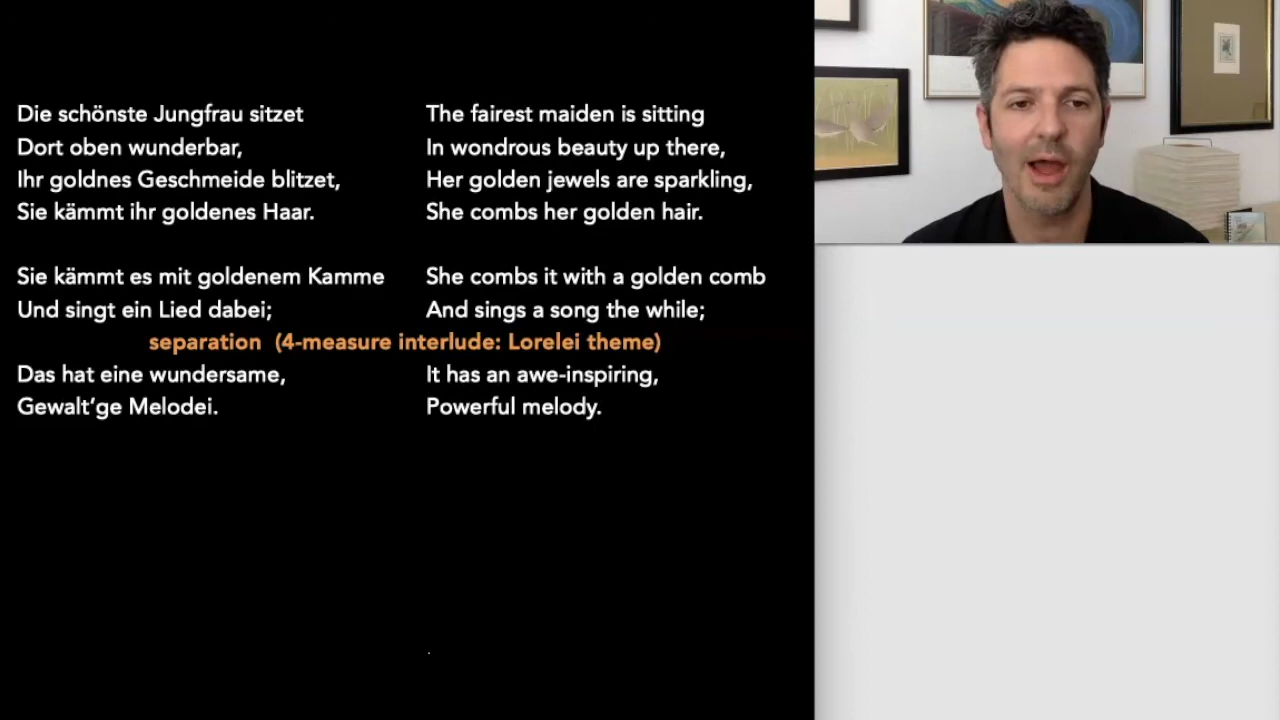 Die schönste Jungfrau sitzet
Dort oben wunderbar,
Ihr goldnes Geschmeide blitzet,
Sie kämmt ihr goldenes Haar.
Sie kämmt es mit goldenem Kamme
Und singt ein Lied dabei;
The fairest maiden is sitting
In wondrous beauty up there,
Her golden jewels are sparkling,
She combs her golden hair.
She combs it with a golden comb
And sings a song the while;
separation (4-measure interlude: Lorelei theme)
Das hat eine wundersame,
Gewalt’ge Melodei.
It has an awe-inspiring,
Powerful melody.